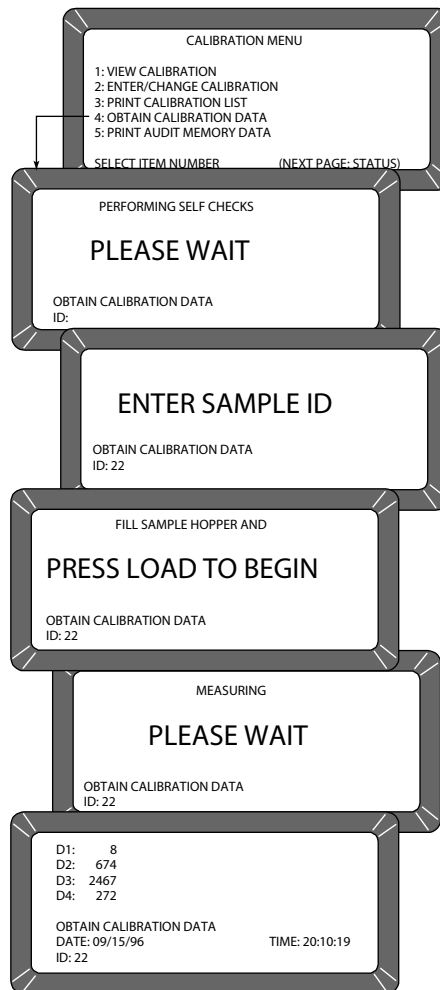 CALIBRATION MENU
1: VIEW CALIBRATION
2: ENTER/CHANGE CALIBRATION
3: PRINT CALIBRATION LIST
4: OBTAIN CALIBRATION DATA
5: PRINT AUDIT MEMORY DATA
SELECT ITEM NUMBER (NEXT PAGE: STATUS)
PERFORMING SELF CHECKS
PLEASE WAIT
OBTAIN CALIBRATION DATA
ID:
ENTER SAMPLE ID
OBTAIN CALIBRATION DATA
ID: 22
FILL SAMPLE HOPPER AND
PRESS LOAD TO BEGIN
OBTAIN CALIBRATION DATA
ID: 22
MEASURING
PLEASE WAIT
OBTAIN CALIBRATION DATA
ID: 22
D1: 8
D2: 674
D3: 2467
D4: 272
OBTAIN CALIBRATION DATA
DATE: 09/15/96 TIME: 20:10:19
ID: 22